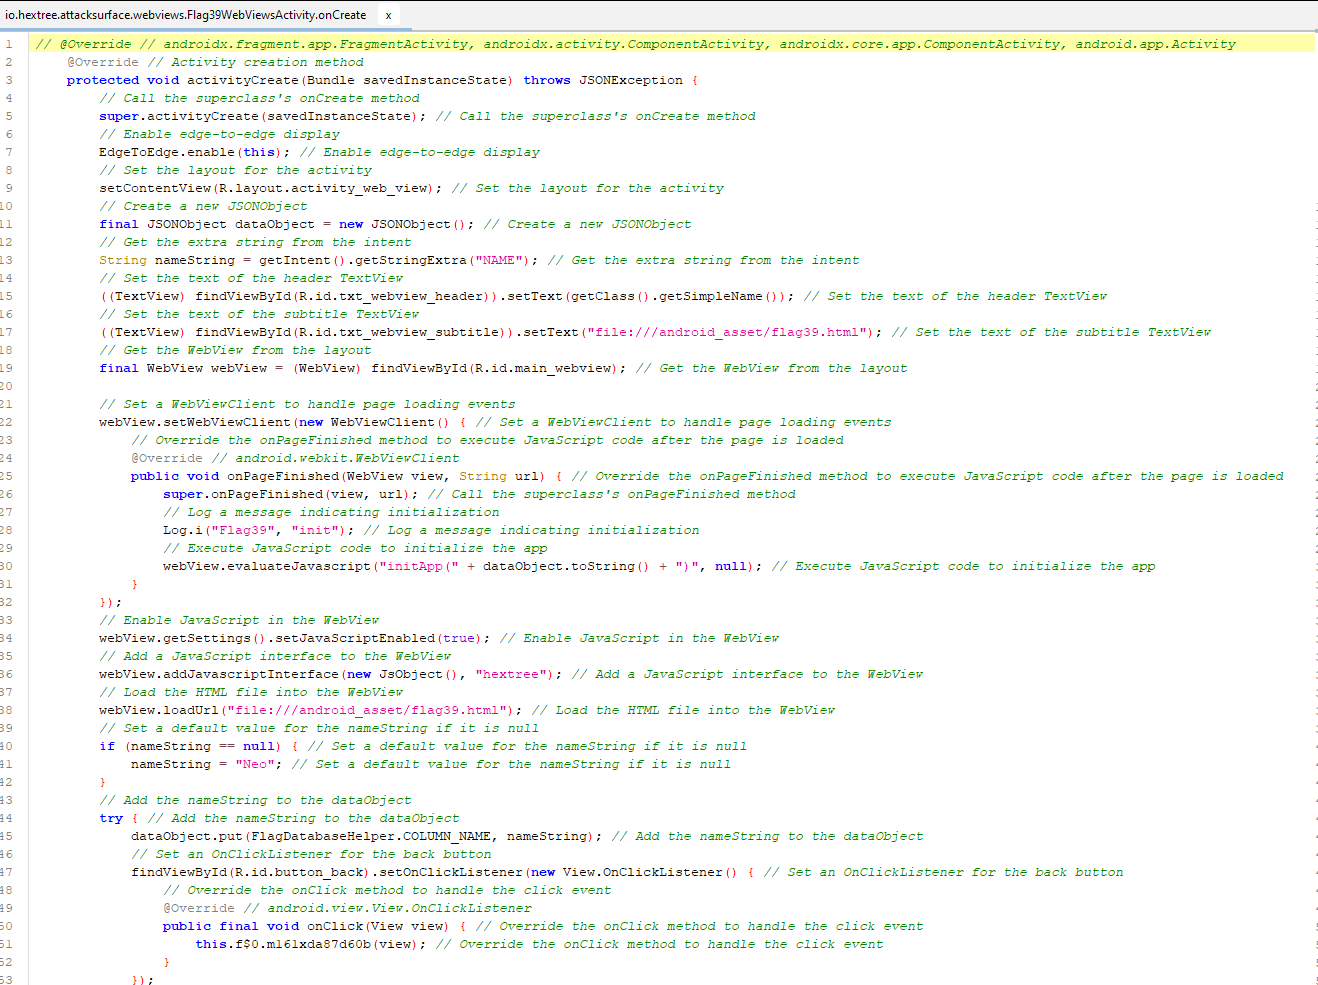 io.hextree.attacksurface.webviews.Flag39WebViewsActivity.onCreate x
1 // @Override // androidx.fragment.app.FragmentActivity, androidx.activity.ComponentActivity, androidx.core.app.ComponentActivity, android.app.Activity
2 @Override // Activity creation method
3 protected void activityCreate(Bundle savedInstanceState) throws JSONException {
4 // Call the superclass's onCreate method
5 super.activityCreate(savedInstanceState); // Call the superclass's onCreate method
6 // Enable edge-to-edge display
7 EdgeToEdge.enable(this); // Enable edge-to-edge display
8 // Set the layout for the activity
9 setContentView(R.layout.activity_web_view); // Set the layout for the activity
10 // Create a new JSONObject
11 final JSONObject dataObject = new JSONObject(); // Create a new JSONObject
12 // Get the extra string from the intent
13 String nameString = getIntent().getStringExtra("NAME"); // Get the extra string from the intent
14 // Set the text of the header TextView
15 ((TextView) findViewById(R.id.txt_webview_header)).setText(getClass().getSimpleName()); // Set the text of the header TextView
16 // Set the text of the subtitle TextView
17 ((TextView) findViewById(R.id.txt_webview_subtitle)).setText("file:///android_asset/flag39.html"); // Set the text of the subtitle TextView
18 // Get the WebView from the layout
19 final WebView webView = (WebView) findViewById(R.id.main_webview); // Get the WebView from the layout
20
21 // Set a WebViewClient to handle page loading events
22 webView.setWebViewClient(new WebViewClient() { // Set a WebViewClient to handle page loading events
23 // Override the onPageFinished method to execute JavaScript code after the page is loaded
24 @Override // android.webkit.WebViewClient
25 public void onPageFinished(WebView view, String url) { // Override the onPageFinished method to execute JavaScript code after the page is loaded
26 super.onPageFinished(view, url); // Call the superclass's onPageFinished method
27 // Log a message indicating initialization
28 Log.i("Flag39", "init"); // Log a message indicating initialization
29 // Execute JavaScript code to initialize the app
30 webView.evaluateJavascript("initApp(" + dataObject.toString() + ")", null); // Execute JavaScript code to initialize the app
31 }
32 });
33 // Enable JavaScript in the WebView
34 webView.getSettings().setJavaScriptEnabled(true); // Enable JavaScript in the WebView
35 // Add a JavaScript interface to the WebView
36 webView.addJavascriptInterface(new JsObject(), "hextree"); // Add a JavaScript interface to the WebView
37 // Load the HTML file into the WebView
38 webView.loadUrl("file:///android_asset/flag39.html"); // Load the HTML file into the WebView
39 // Set a default value for the nameString if it is null
40 if (nameString == null) { // Set a default value for the nameString if it is null
41 nameString = "Neo"; // Set a default value for the nameString if it is null
42 }
43 // Add the nameString to the dataObject
44 try { // Add the nameString to the dataObject
45 dataObject.put(FlagDatabaseHelper.COLUMN_NAME, nameString); // Add the nameString to the dataObject
46 // Set an OnClickListener for the back button
47 findViewById(R.id.button_back).setOnClickListener(new View.OnClickListener() { // Set an OnClickListener for the back button
48 // Override the onClick method to handle the click event
49 @Override // android.view.View.OnClickListener
50 public final void onClick(View view) { // Override the onClick method to handle the click event
51 this.f$0.m161xda87d60b(view); // Override the onClick method to handle the click event
52 }
53 });